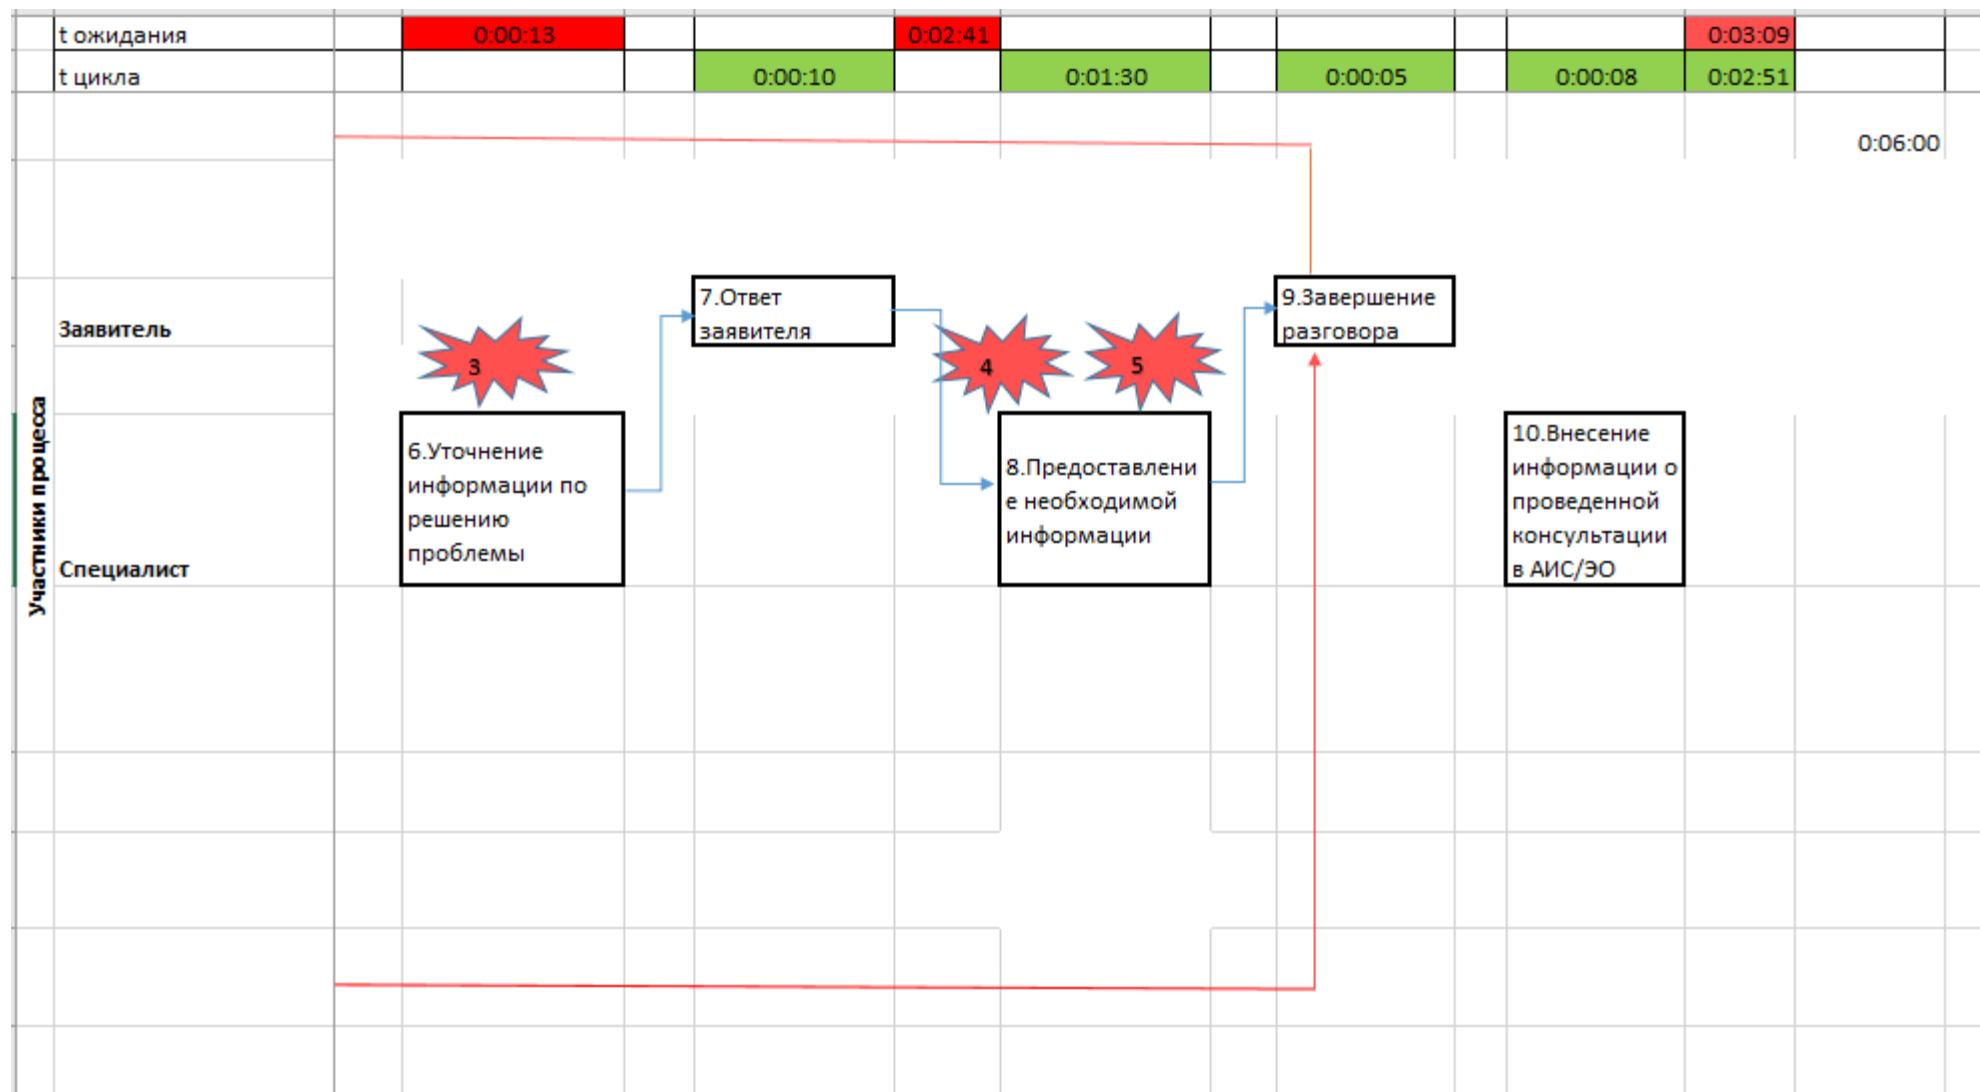 t ожидания 0:00:13 0:02:41 0:03:09
t цикла 0:00:10 0:01:30 0:00:05 0:00:08 0:02:51
0:06:00
Участники процесса
Заявитель
7.Ответ
заявителя
9.Завершение
разговора
3
4
5
Специалист
6.Уточнение
информации по
решению
проблемы
8.Предоставлени
е необходимой
информации
10.Внесение
информации о
проведенной
консультации
в АИС/ЭО